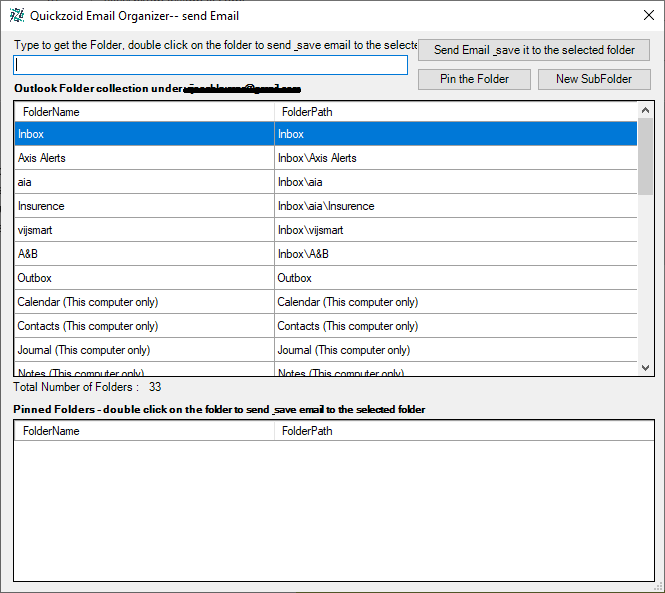 Quickzoid Email Organizer-- send Email
Type to get the Folder, double click on the folder to send _save email to the selecte
Send Email _save it to the selected folder
Pin the Folder
New SubFolder
Outlook Folder collection under
FolderName FolderPath
Inbox Inbox
Axis Alerts Inbox\Axis Alerts
aia Inbox\aia
Insurence Inbox\aia\Insurence
vijsmart Inbox\vijsmart
A&B Inbox\A&B
Outbox Outbox
Calendar (This computer only) Calendar (This computer only)
Contacts (This computer only) Contacts (This computer only)
Journal (This computer only) Journal (This computer only)
Notes (This computer only) Notes (This computer only)
Total Number of Folders : 33
Pinned Folders - double click on the folder to send _save email to the selected folder
FolderName FolderPath